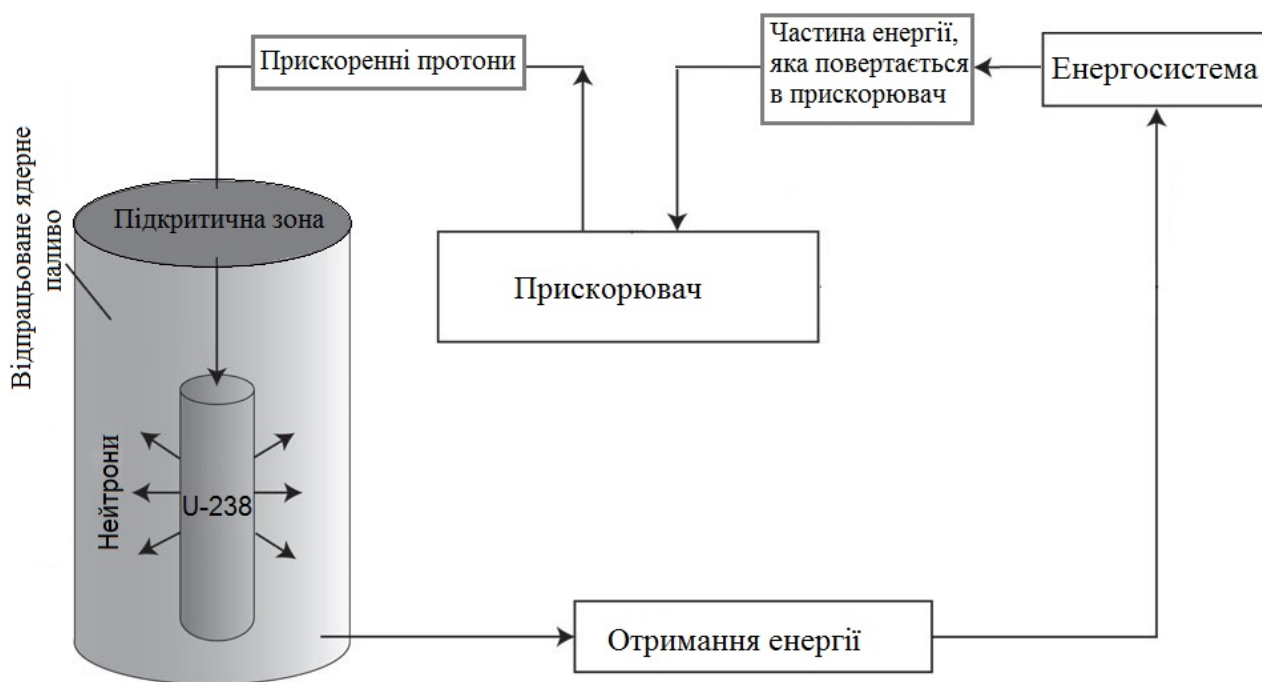 Прискоренні протони
Частина енергії,
яка повертається
в прискорювач
Енергосистема
Відпрацьоване ядерне
паливо
Підкритична зона
Прискорювач
Нейтрони
U-238
Отримання енергії